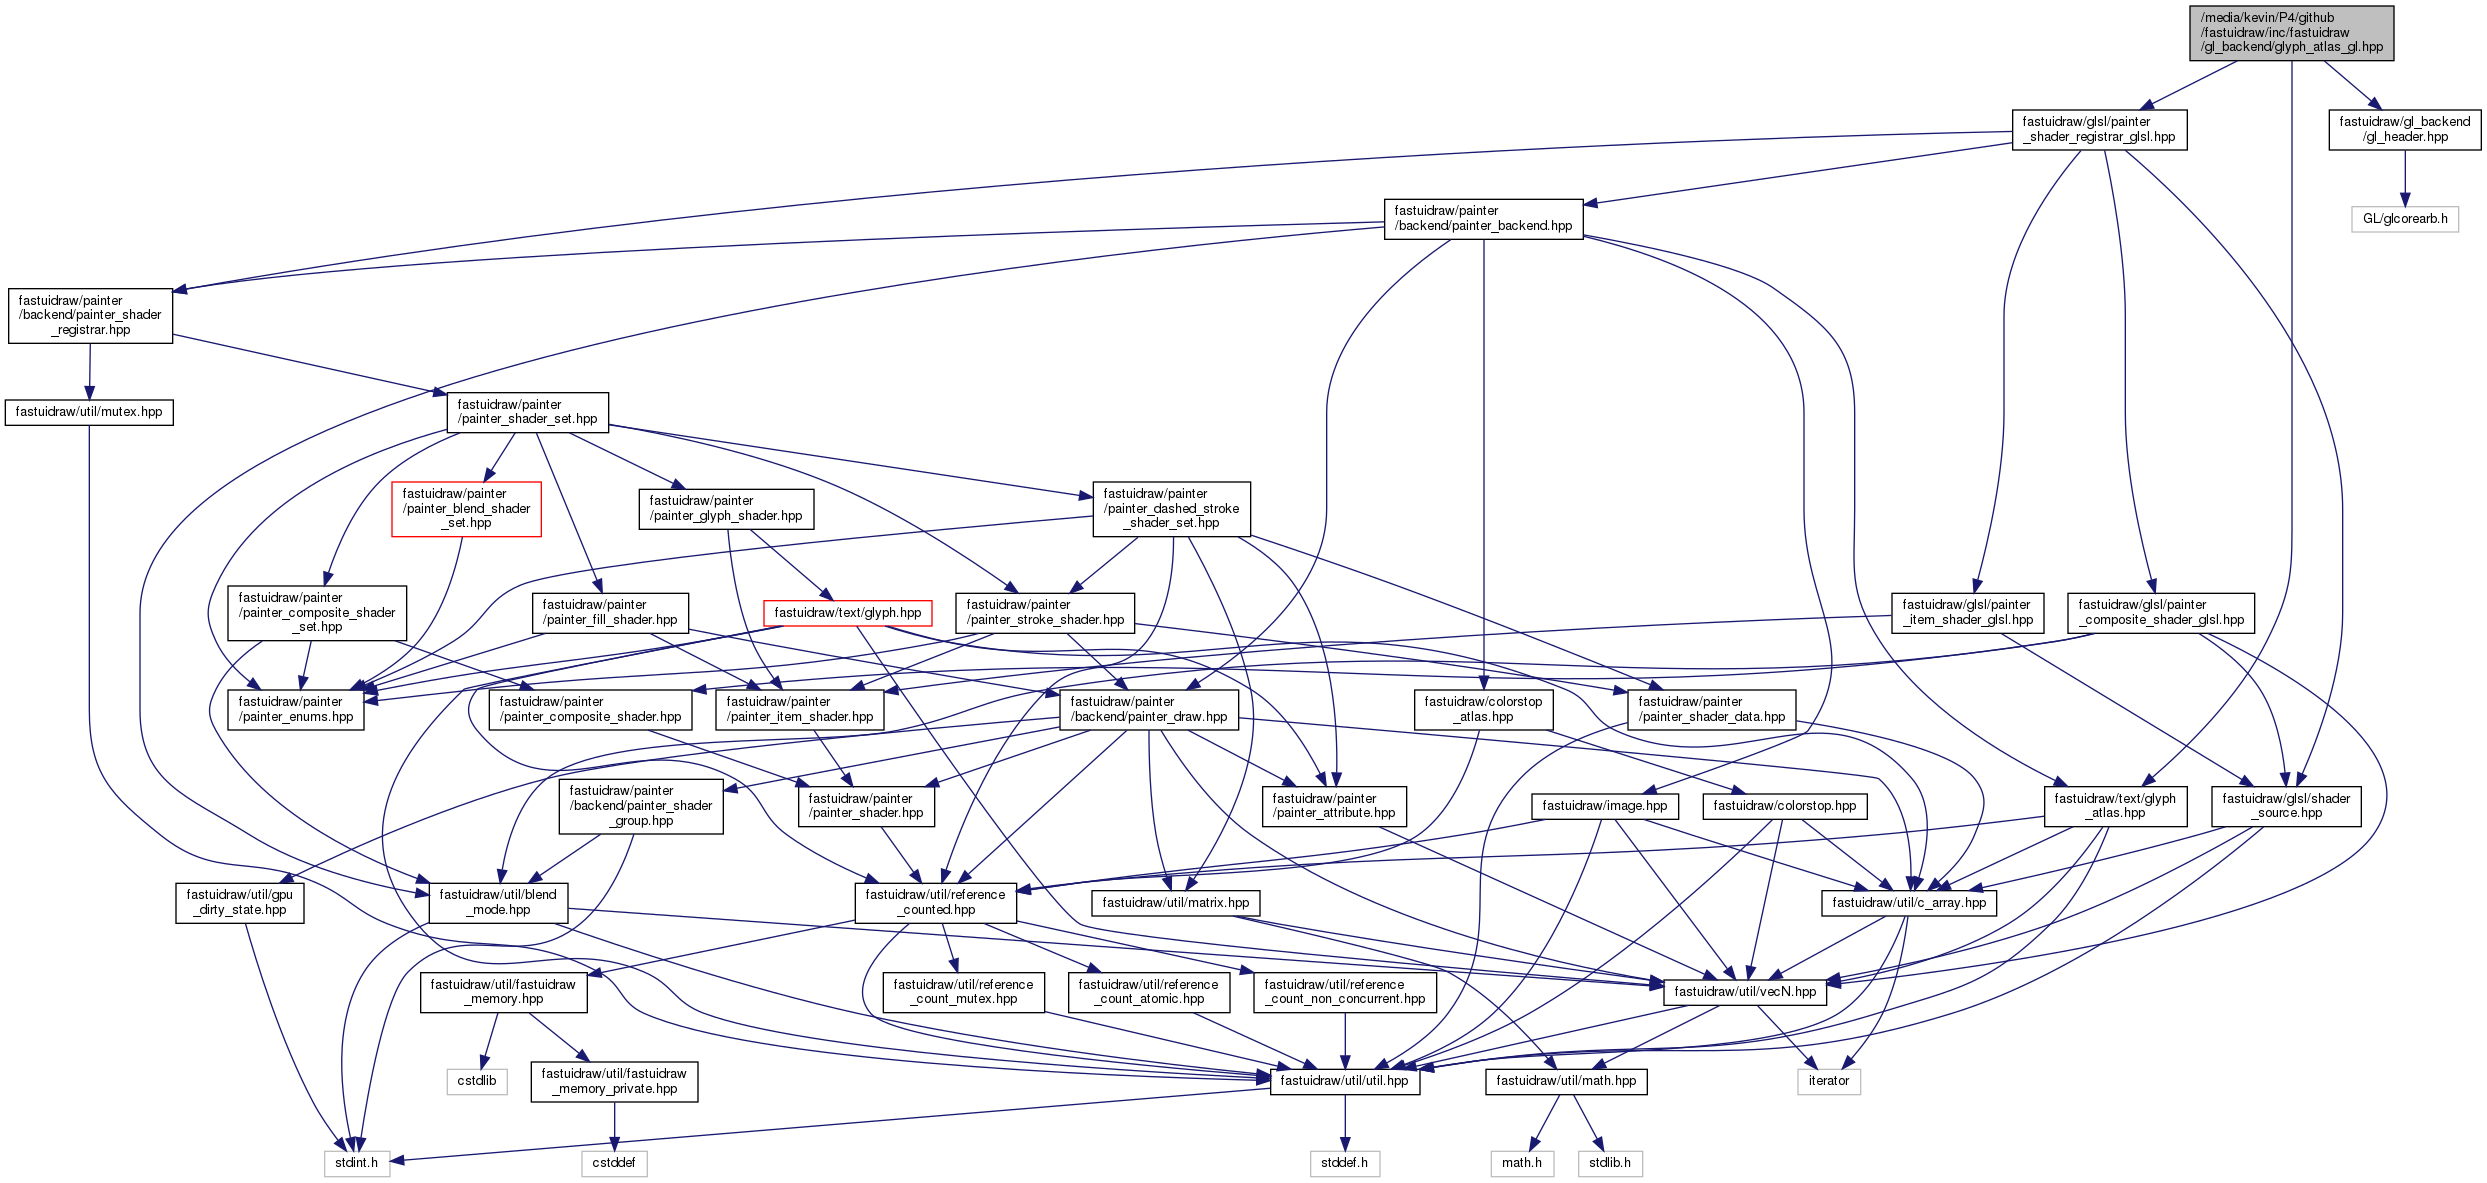 /media/kevin/P4/github
/fastuidraw/inc/fastuidraw
/gl_backend/glyph_atlas_gl.hpp
fastuidraw/glsl/painter
_shader_registrar_glsl.hpp
fastuidraw/gl_backend
/gl_header.hpp
fastuidraw/painter
/backend/painter_backend.hpp
GL/glcorearb.h
fastuidraw/painter
/backend/painter_shader
_registrar.hpp
fastuidraw/util/mutex.hpp
fastuidraw/painter
/painter_shader_set.hpp
fastuidraw/painter
/painter_blend_shader
_set.hpp
fastuidraw/painter
/painter_glyph_shader.hpp
fastuidraw/painter
/painter_dashed_stroke
_shader_set.hpp
fastuidraw/painter
/painter_composite_shader
_set.hpp
fastuidraw/painter
/painter_fill_shader.hpp
fastuidraw/text/glyph.hpp
fastuidraw/painter
/painter_stroke_shader.hpp
fastuidraw/glsl/painter
_item_shader_glsl.hpp
fastuidraw/glsl/painter
_composite_shader_glsl.hpp
fastuidraw/painter
/painter_enums.hpp
fastuidraw/painter
/painter_composite_shader.hpp
fastuidraw/painter
/painter_item_shader.hpp
fastuidraw/painter
/backend/painter_draw.hpp
fastuidraw/colorstop
_atlas.hpp
fastuidraw/painter
/painter_shader_data.hpp
fastuidraw/painter
/backend/painter_shader
_group.hpp
fastuidraw/painter
/painter_shader.hpp
fastuidraw/painter
/painter_attribute.hpp
fastuidraw/image.hpp
fastuidraw/colorstop.hpp
fastuidraw/text/glyph
_atlas.hpp
fastuidraw/glsl/shader
_source.hpp
fastuidraw/util/gpu
_dirty_state.hpp
fastuidraw/util/blend
_mode.hpp
fastuidraw/util/reference
_counted.hpp
fastuidraw/util/matrix.hpp
fastuidraw/util/c_array.hpp
fastuidraw/util/fastuidraw
_memory.hpp
fastuidraw/util/reference
_count_mutex.hpp
fastuidraw/util/reference
_count_atomic.hpp
fastuidraw/util/reference
_count_non_concurrent.hpp
fastuidraw/util/vecN.hpp
cstdlib
fastuidraw/util/fastuidraw
_memory_private.hpp
fastuidraw/util/util.hpp
fastuidraw/util/math.hpp
iterator
stdint.h
cstddef
stddef.h
math.h
stdlib.h